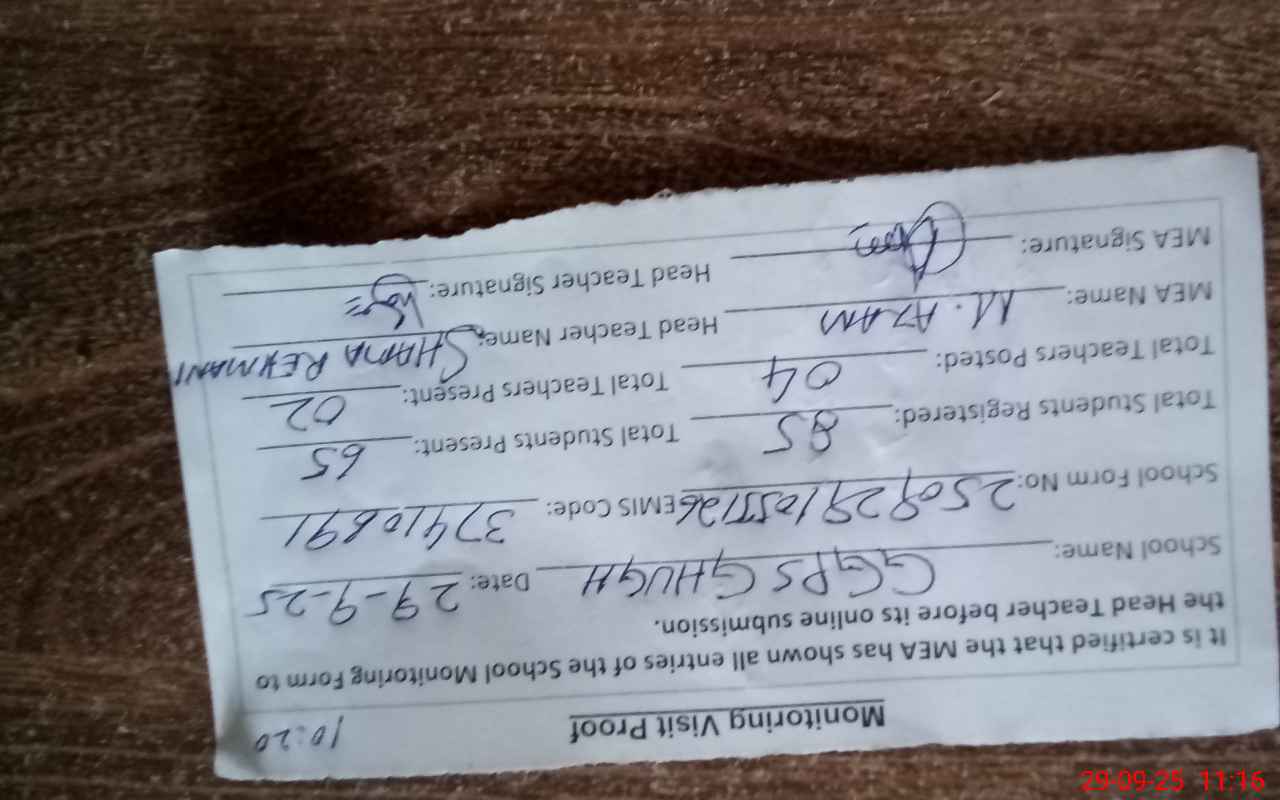 Monitoring Visit Proof 10:20
It is certified that the MEA has shown all entries of the School Monitoring Form to
the Head Teacher before its online submission.
School Name: GGPS GHUGH Date: 29-9-25
School Form No: 250929105726 EMIS Code: 37410691
Total Students Registered: 85 Total Students Present: 65
Total Teachers Posted: 04 Total Teachers Present: 02
MEA Name: M. AZAM Head Teacher Name: SHAMA REHMANI
MEA Signature: Head Teacher Signature:
29-09-25 11:16